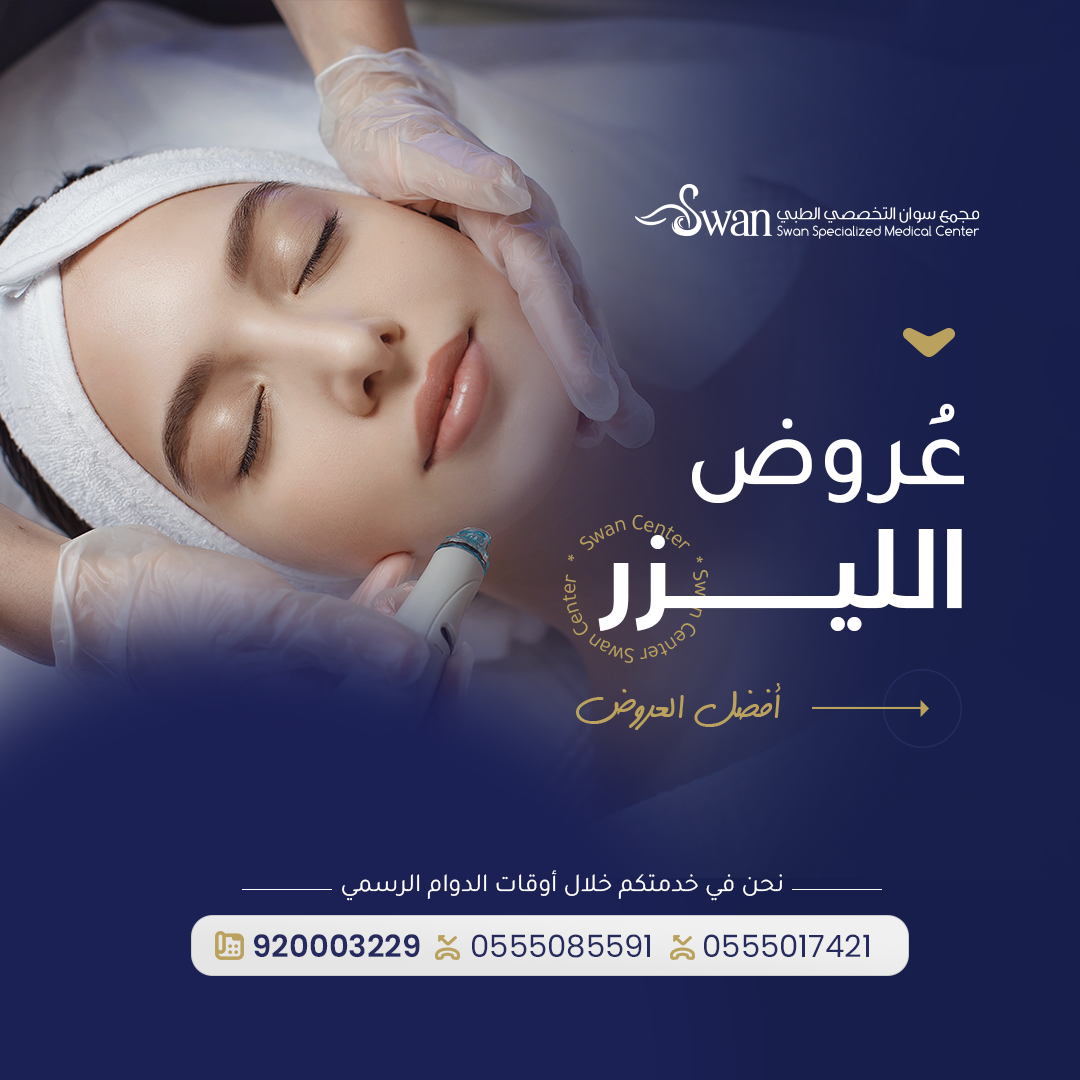 Swan
مجمع سوان التخصصي الطبي
Swan Specialized Medical Center
عُروض
الليـــــزر
Swan Center * Swan Center Swan Center *
أفضل العروض
نحن في خدمتكم خلال أوقات الدوام الرسمي
920003229 0555085591 0555017421